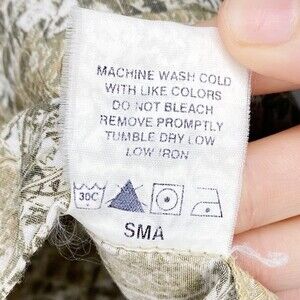 MACHINE WASH COLD
WITH LIKE COLORS
DO NOT BLEACH
REMOVE PROMPTLY
TUMBLE DRY LOW
LOW IRON
30C
SMA